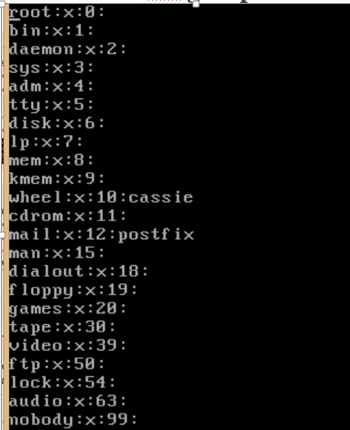 root:x:0:
bin:x:1:
daemon:x:2:
sys:x:3:
adm:x:4:
tty:x:5:
disk:x:6:
lp:x:7:
mem:x:8:
kmem:x:9:
wheel:x:10:cassie
cdrom:x:11:
mail:x:12:postfix
man:x:15:
dialout:x:18:
floppy:x:19:
games:x:20:
tape:x:30:
video:x:39:
ftp:x:50:
lock:x:54:
audio:x:63:
nobody:x:99: